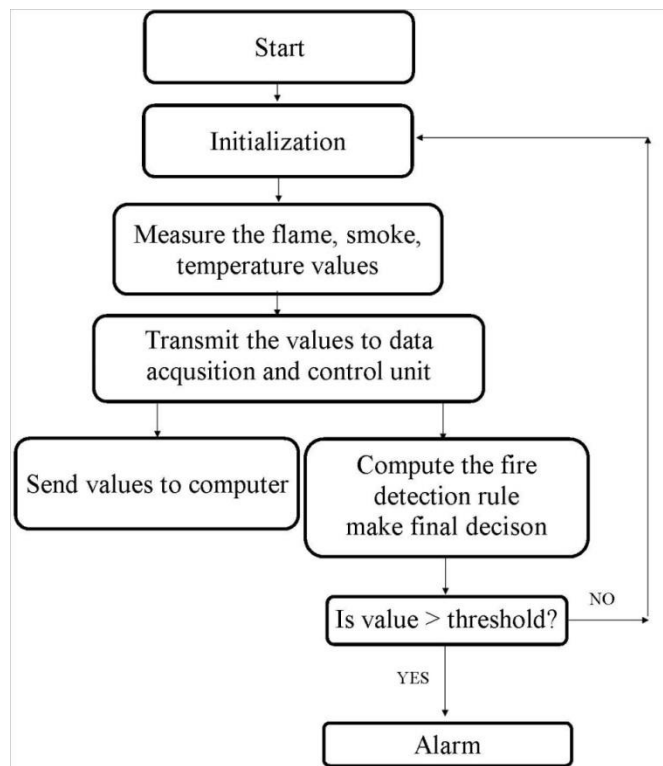 Start
Initialization
Measure the flame, smoke,
temperature values
Transmit the values to data
acqusition and control unit
Send values to computer
Compute the fire
detection rule
make final decison
Is value > threshold?
NO
YES
Alarm